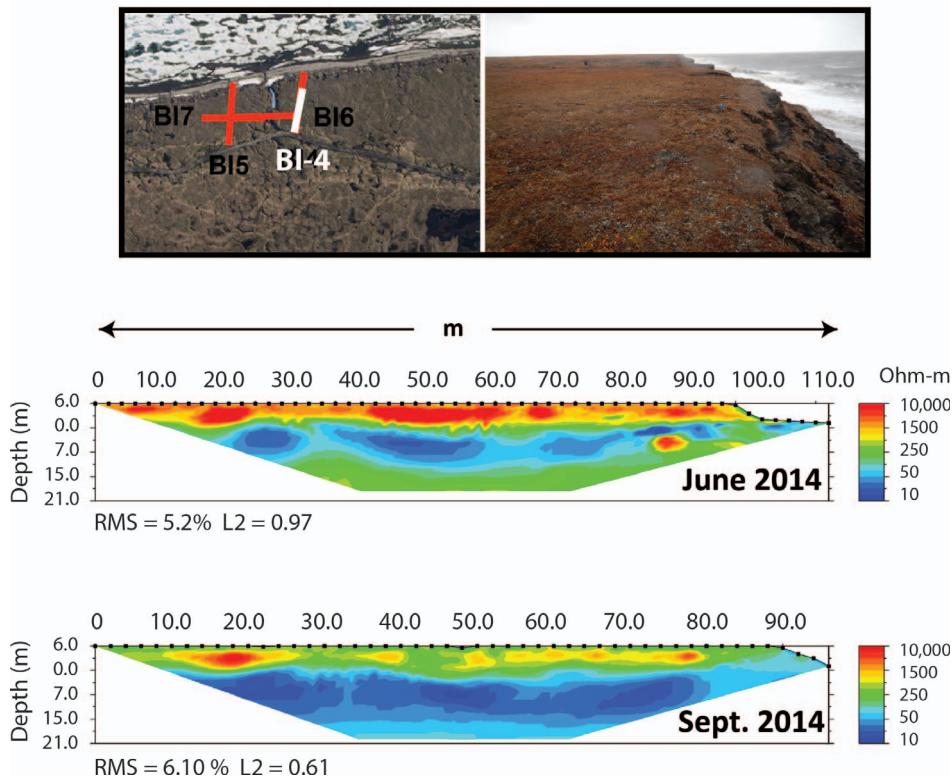 BI7
BI6
BI5
BI-4
m
0 10.0 20.0 30.0 40.0 50.0 60.0 70.0 80.0 90.0 100.0 110.0 Ohm-m
Depth (m)
6.0
0.0
7.0
15.0
21.0
10,000
1500
250
50
10
June 2014
RMS = 5.2% L2 = 0.97
0 10.0 20.0 30.0 40.0 50.0 60.0 70.0 80.0 90.0
Depth (m)
6.0
0.0
7.0
15.0
21.0
10,000
1500
250
50
10
Sept. 2014
RMS = 6.10 % L2 = 0.61